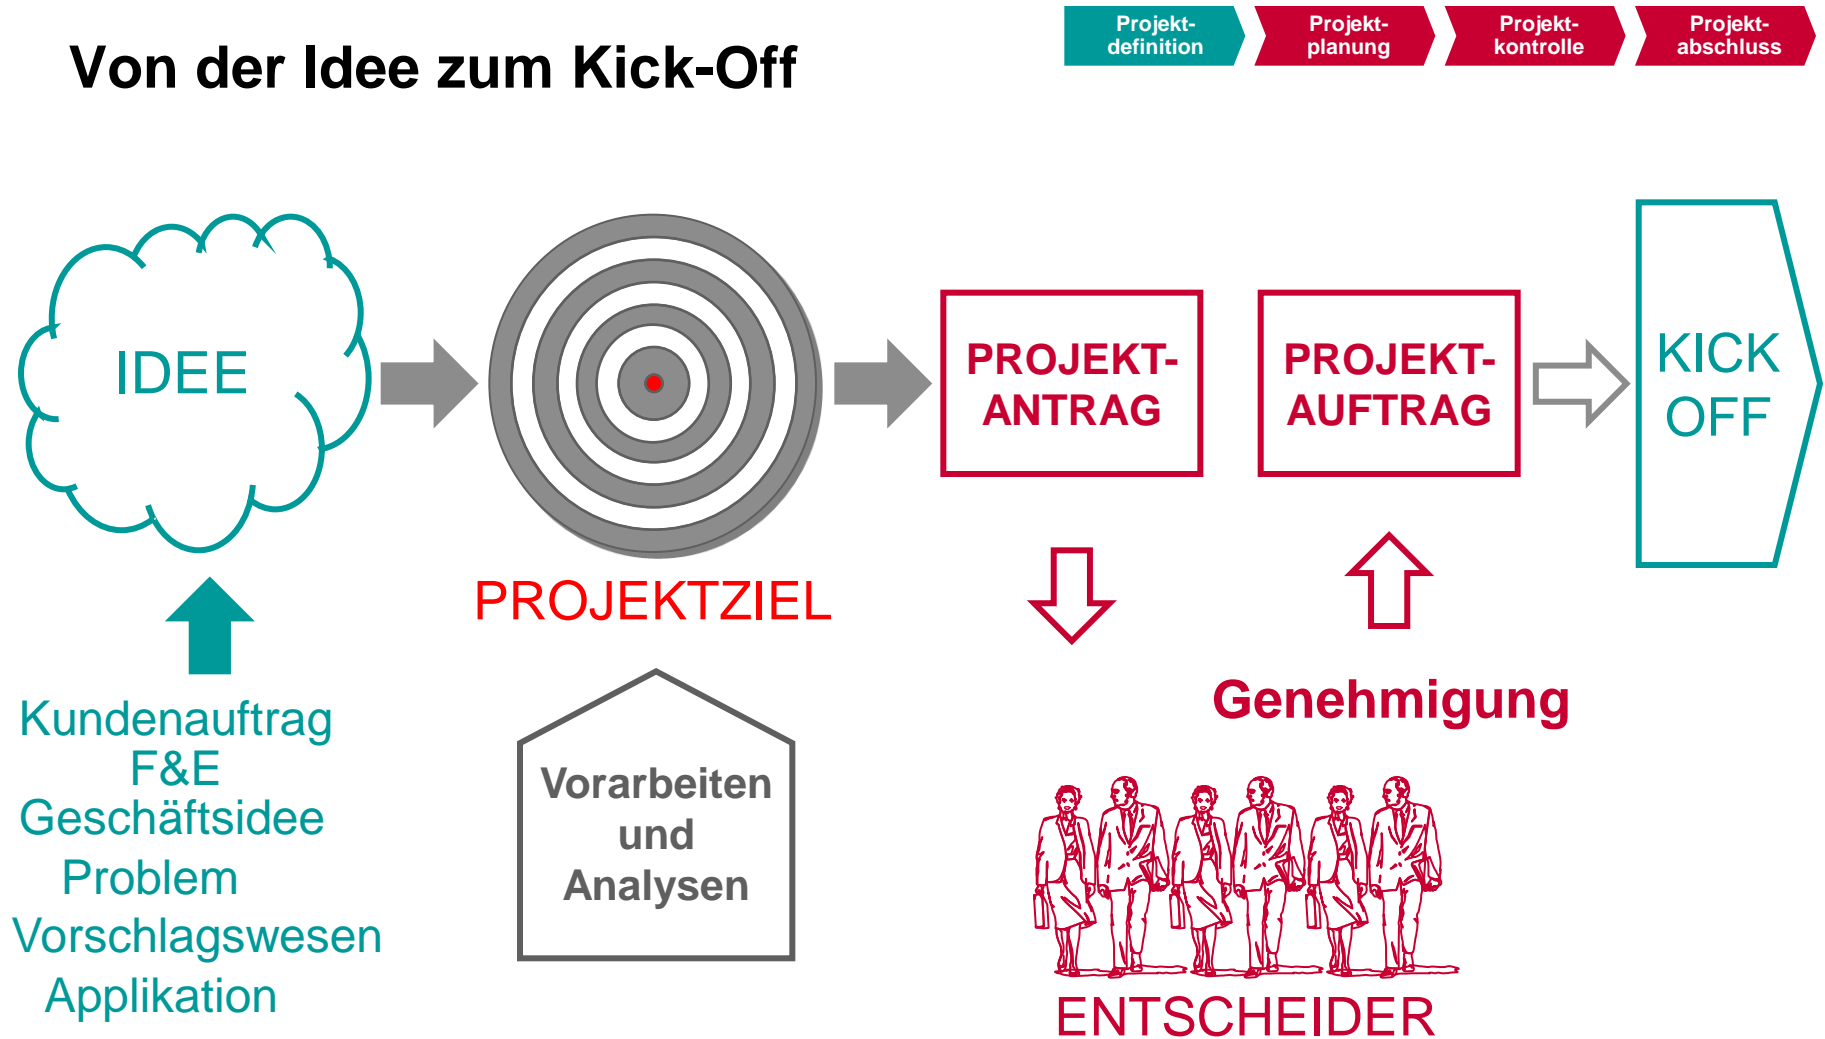 Von der Idee zum Kick-Off
Projekt-
definition
Projekt-
planung
Projekt-
kontrolle
Projekt-
abschluss
IDEE
PROJEKTZIEL
PROJEKT-
ANTRAG
PROJEKT-
AUFTRAG
KICK
OFF
Kundenauftrag
F&E
Geschäftsidee
Problem
Vorschlagswesen
Applikation
Vorarbeiten
und
Analysen
Genehmigung
ENTSCHEIDER